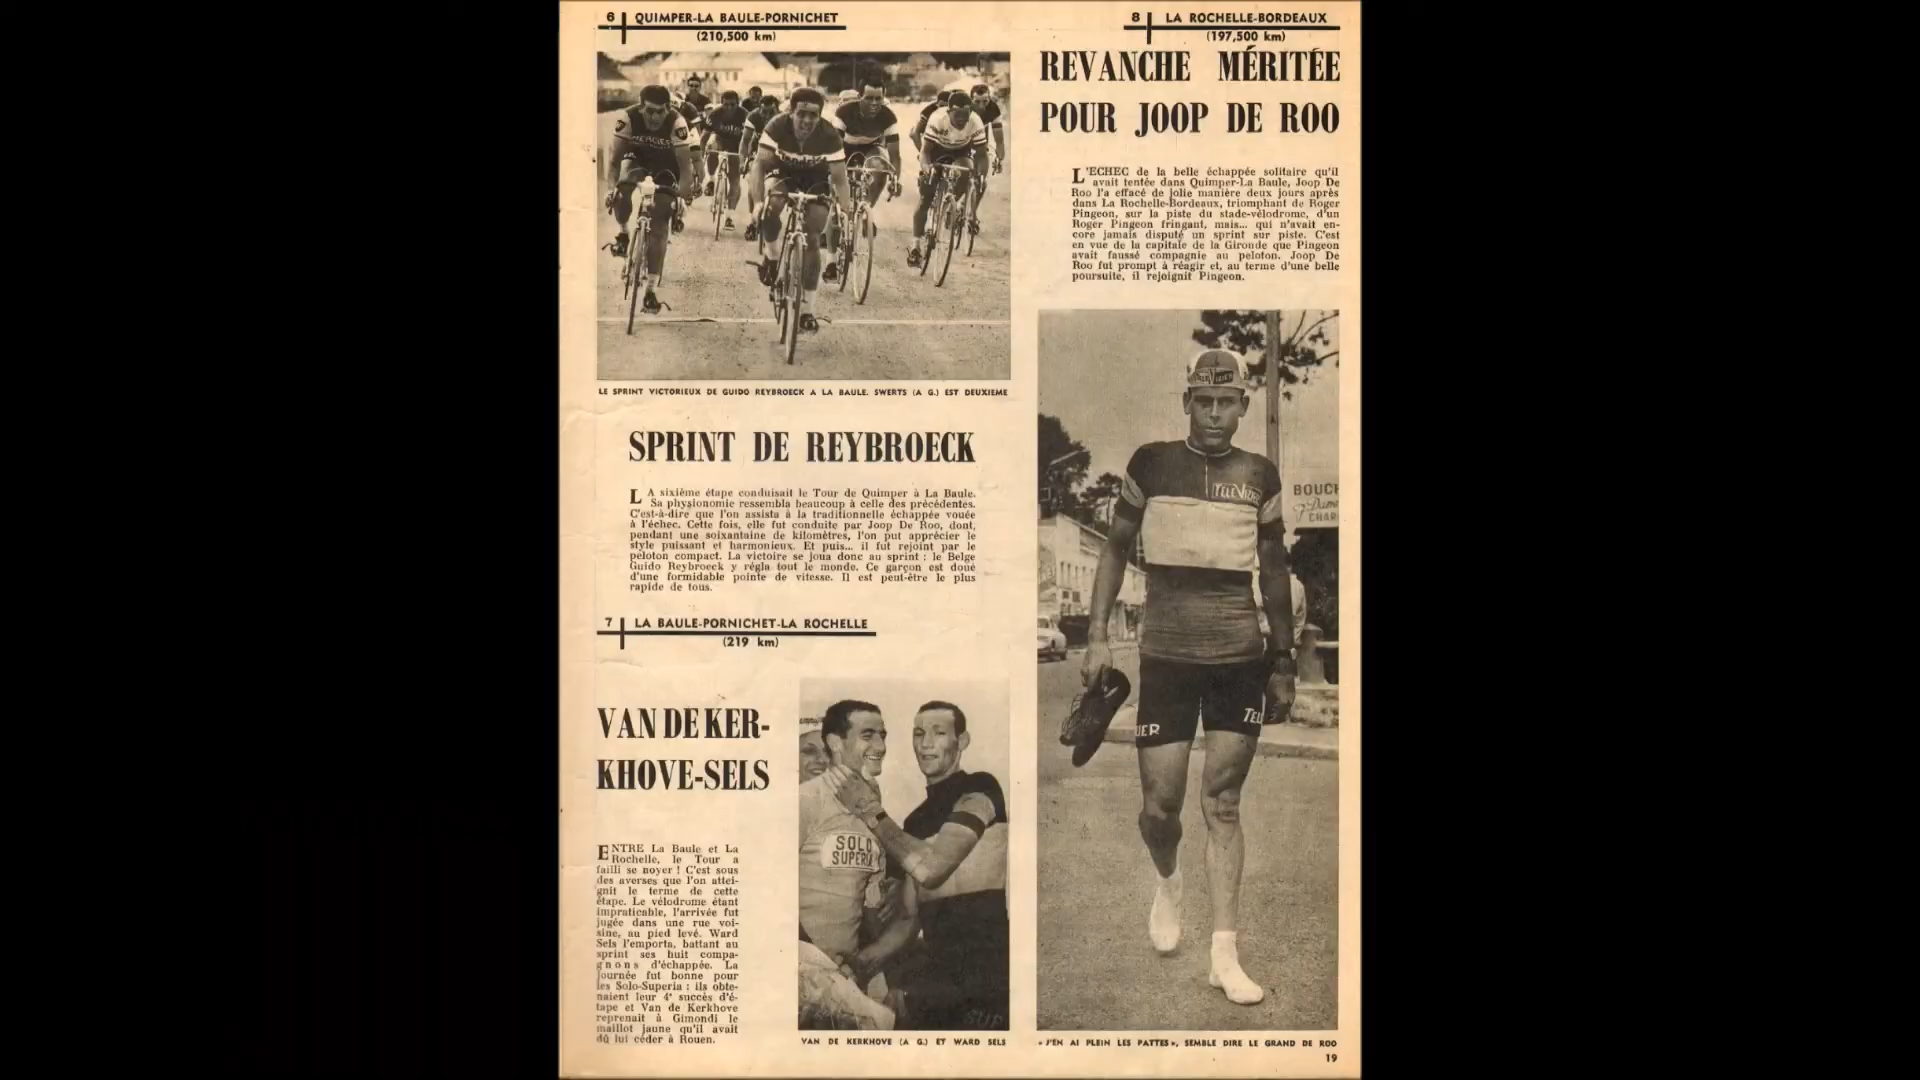 6 QUIMPER-LA BAULE-PORNICHET
(210,500 km)
MERCIER
LE SPRINT VICTORIEUX DE GUIDO REYBROECK A LA BAULE. SWERTS (A G.) EST DEUXIEME
SPRINT DE REYBROECK
LA sixième étape conduisait le Tour de Quimper à La Baule.
Sa physionomie ressembla beaucoup à celle des précédentes.
C'est-à-dire que l'on assista à la traditionnelle échappée vouée
à l'échec. Cette fois, elle fut conduite par Joop De Roo, dont,
pendant une soixantaine de kilomètres, l'on put apprécier le
style puissant et harmonieux. Et puis... il fut rejoint par le
peloton compact. La victoire se joua donc au sprint : le Belge
Guido Reybroeck y régla tout le monde. Ce garçon est doué
d'une formidable pointe de vitesse. Il est peut-être le plus
rapide de tous.
7 LA BAULE-PORNICHET-LA ROCHELLE
(219 km)
VAN DE KER-
KHOVE-SELS
ENTRE La Baule et La
Rochelle, le Tour a
failli se noyer ! C'est sous
des averses que l'on attei-
gnit le terme de cette
étape. Le vélodrome étant
impraticable, l'arrivée fut
jugée dans une rue voi-
sine, au pied levé. Ward
Sels l'emporta, battant au
sprint ses huit compa-
gnons d'échappée. La
journée fut bonne pour
les Solo-Superia : ils obte-
naient leur 4e succès d'é-
tape et Van de Kerkhove
reprenait à Gimondi le
maillot jaune qu'il avait
dû lui céder à Rouen.
SOLO
SUPERIA
VAN DE KERKHOVE (A G.) ET WARD SELS
8 LA ROCHELLE-BORDEAUX
(197,500 km)
REVANCHE MÉRITÉE
POUR JOOP DE ROO
L'ECHEC de la belle échappée solitaire qu'il
avait tentée dans Quimper-La Baule, Joop De
Roo l'a effacé de jolie manière deux jours après
dans La Rochelle-Bordeaux, triomphant de Roger
Pingeon, sur la piste du stade-vélodrome, d'un
Roger Pingeon fringant, mais... qui n'avait en-
core jamais disputé un sprint sur piste. C'est
en vue de la capitale de la Gironde que Pingeon
avait faussé compagnie au peloton. Joop De
Roo fut prompt à réagir et, au terme d'une belle
poursuite, il rejoignit Pingeon.
BOUCH
CHAR
« J'EN AI PLEIN LES PATTES », SEMBLE DIRE LE GRAND DE ROO
19